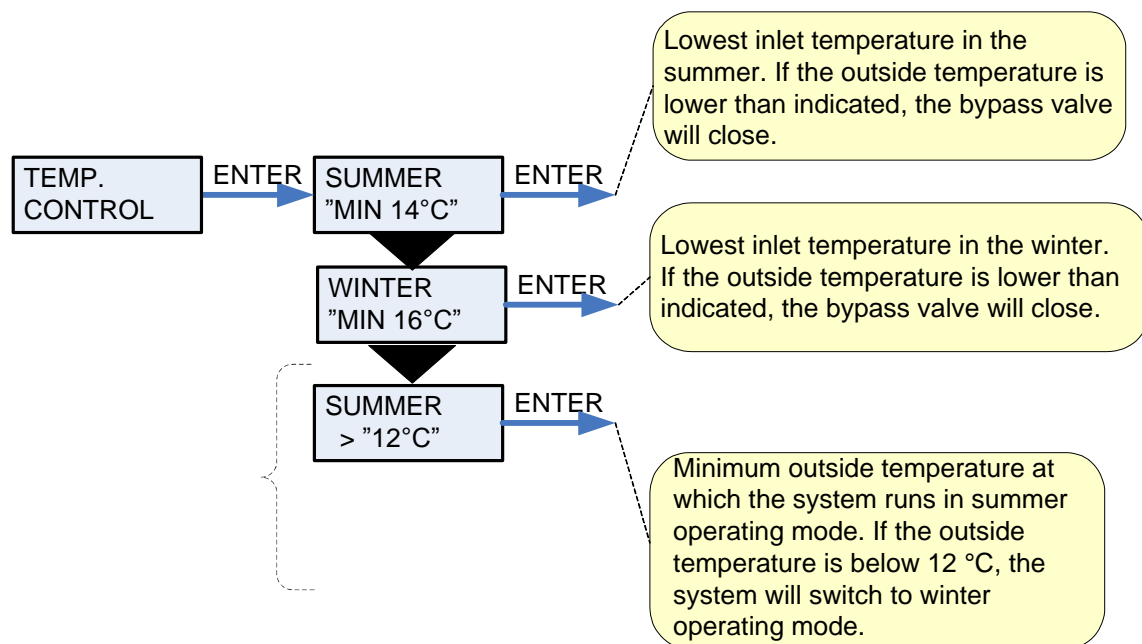 Lowest inlet temperature in the
summer. If the outside temperature is
lower than indicated, the bypass valve
will close.
TEMP.
CONTROL
ENTER
SUMMER
”MIN 14°C”
ENTER
Lowest inlet temperature in the winter.
If the outside temperature is lower than
indicated, the bypass valve will close.
WINTER
”MIN 16°C”
ENTER
SUMMER
> ”12°C”
ENTER
Minimum outside temperature at
which the system runs in summer
operating mode. If the outside
temperature is below 12 °C, the
system will switch to winter
operating mode.